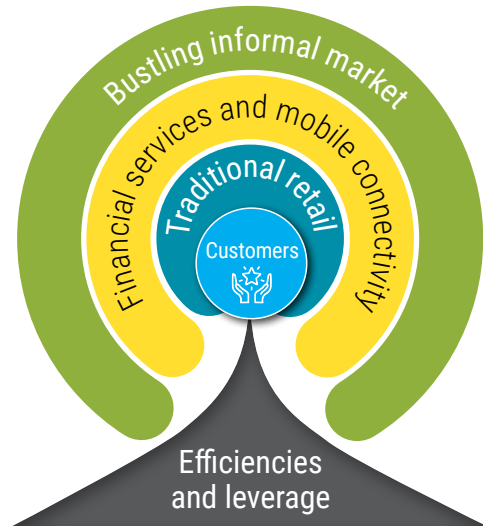 Bustling informal market
Financial services and mobile connectivity
Traditional retail
Customers
Efficiencies
and leverage